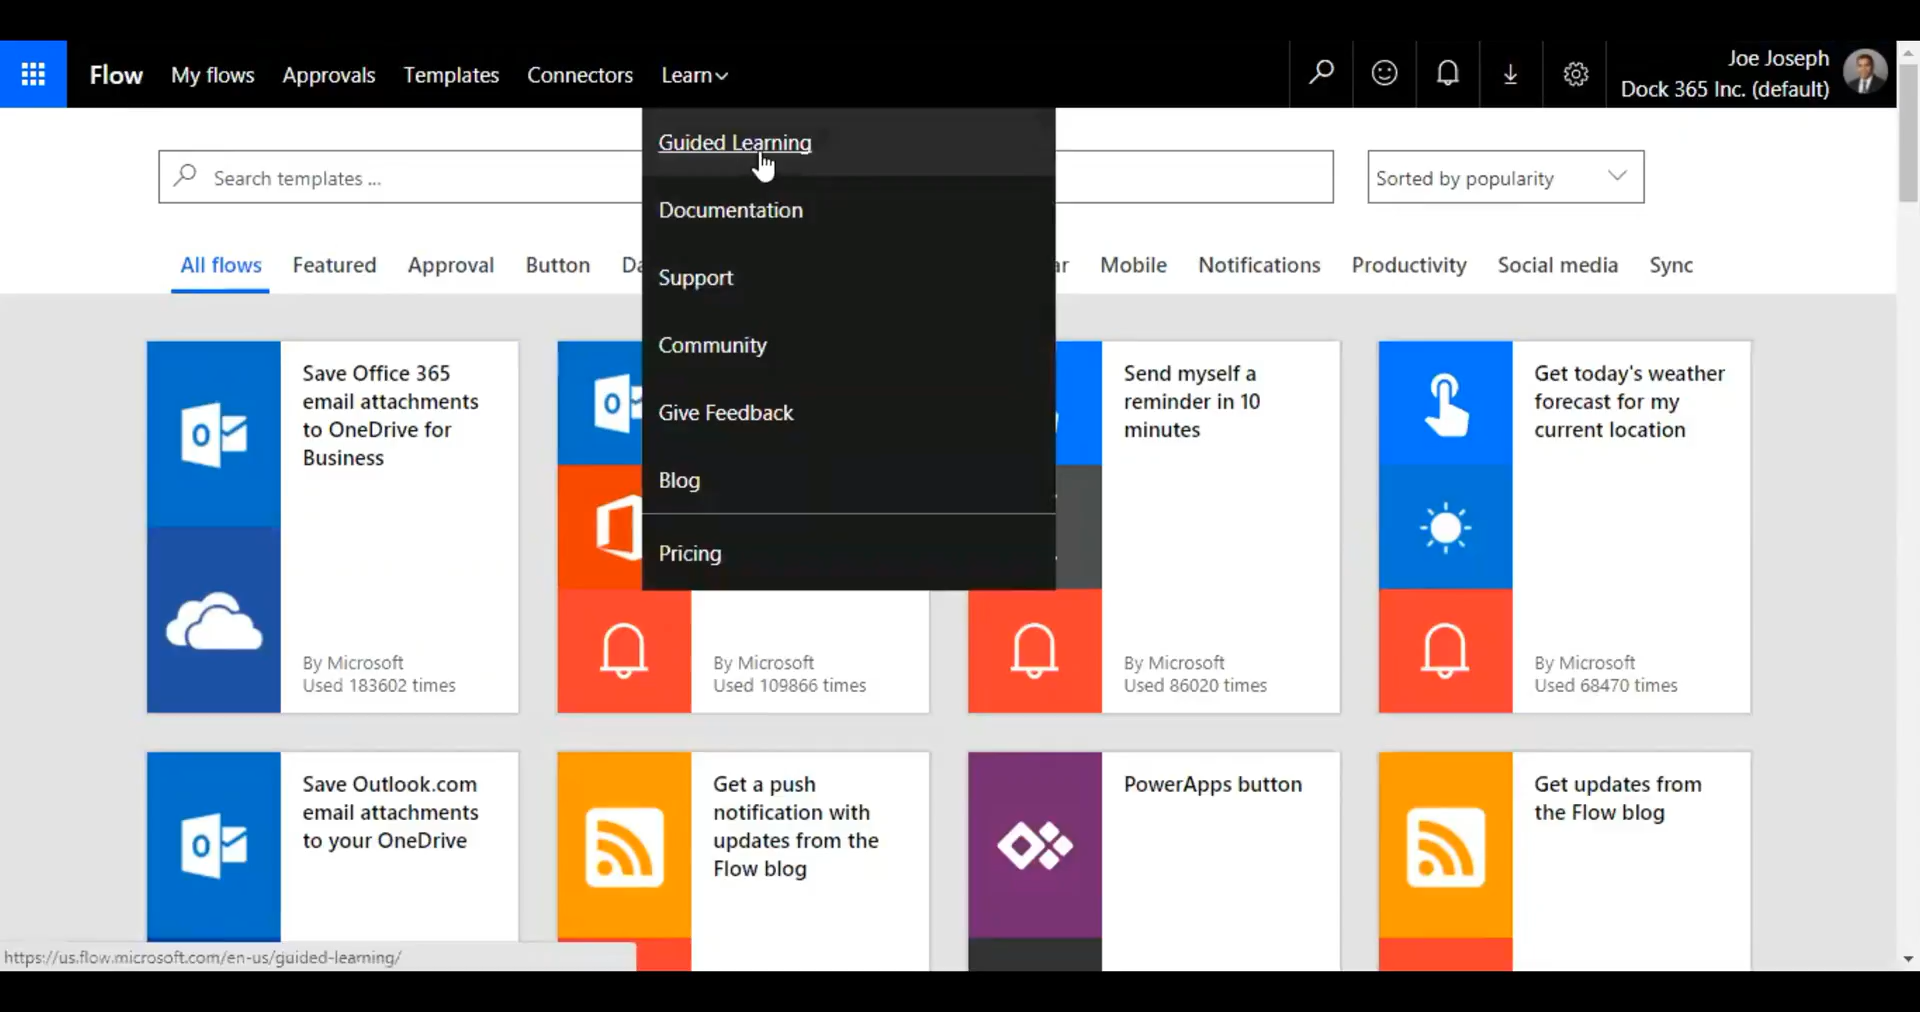 Flow My flows Approvals Templates Connectors Learn
Joe Joseph
Dock 365 Inc. (default)
Guided Learning
Documentation
Support
Community
Give Feedback
Blog
Pricing
Search templates ...
Sorted by popularity
All flows Featured Approval Button Mobile Notifications Productivity Social media Sync
Save Office 365
email attachments
to OneDrive for
Business
By Microsoft
Used 183602 times
By Microsoft
Used 109866 times
Send myself a
reminder in 10
minutes
By Microsoft
Used 86020 times
Get today's weather
forecast for my
current location
By Microsoft
Used 68470 times
Save Outlook.com
email attachments
to your OneDrive
Get a push
notification with
updates from the
Flow blog
PowerApps button
Get updates from
the Flow blog
https://us.flow.microsoft.com/en-us/guided-learning/